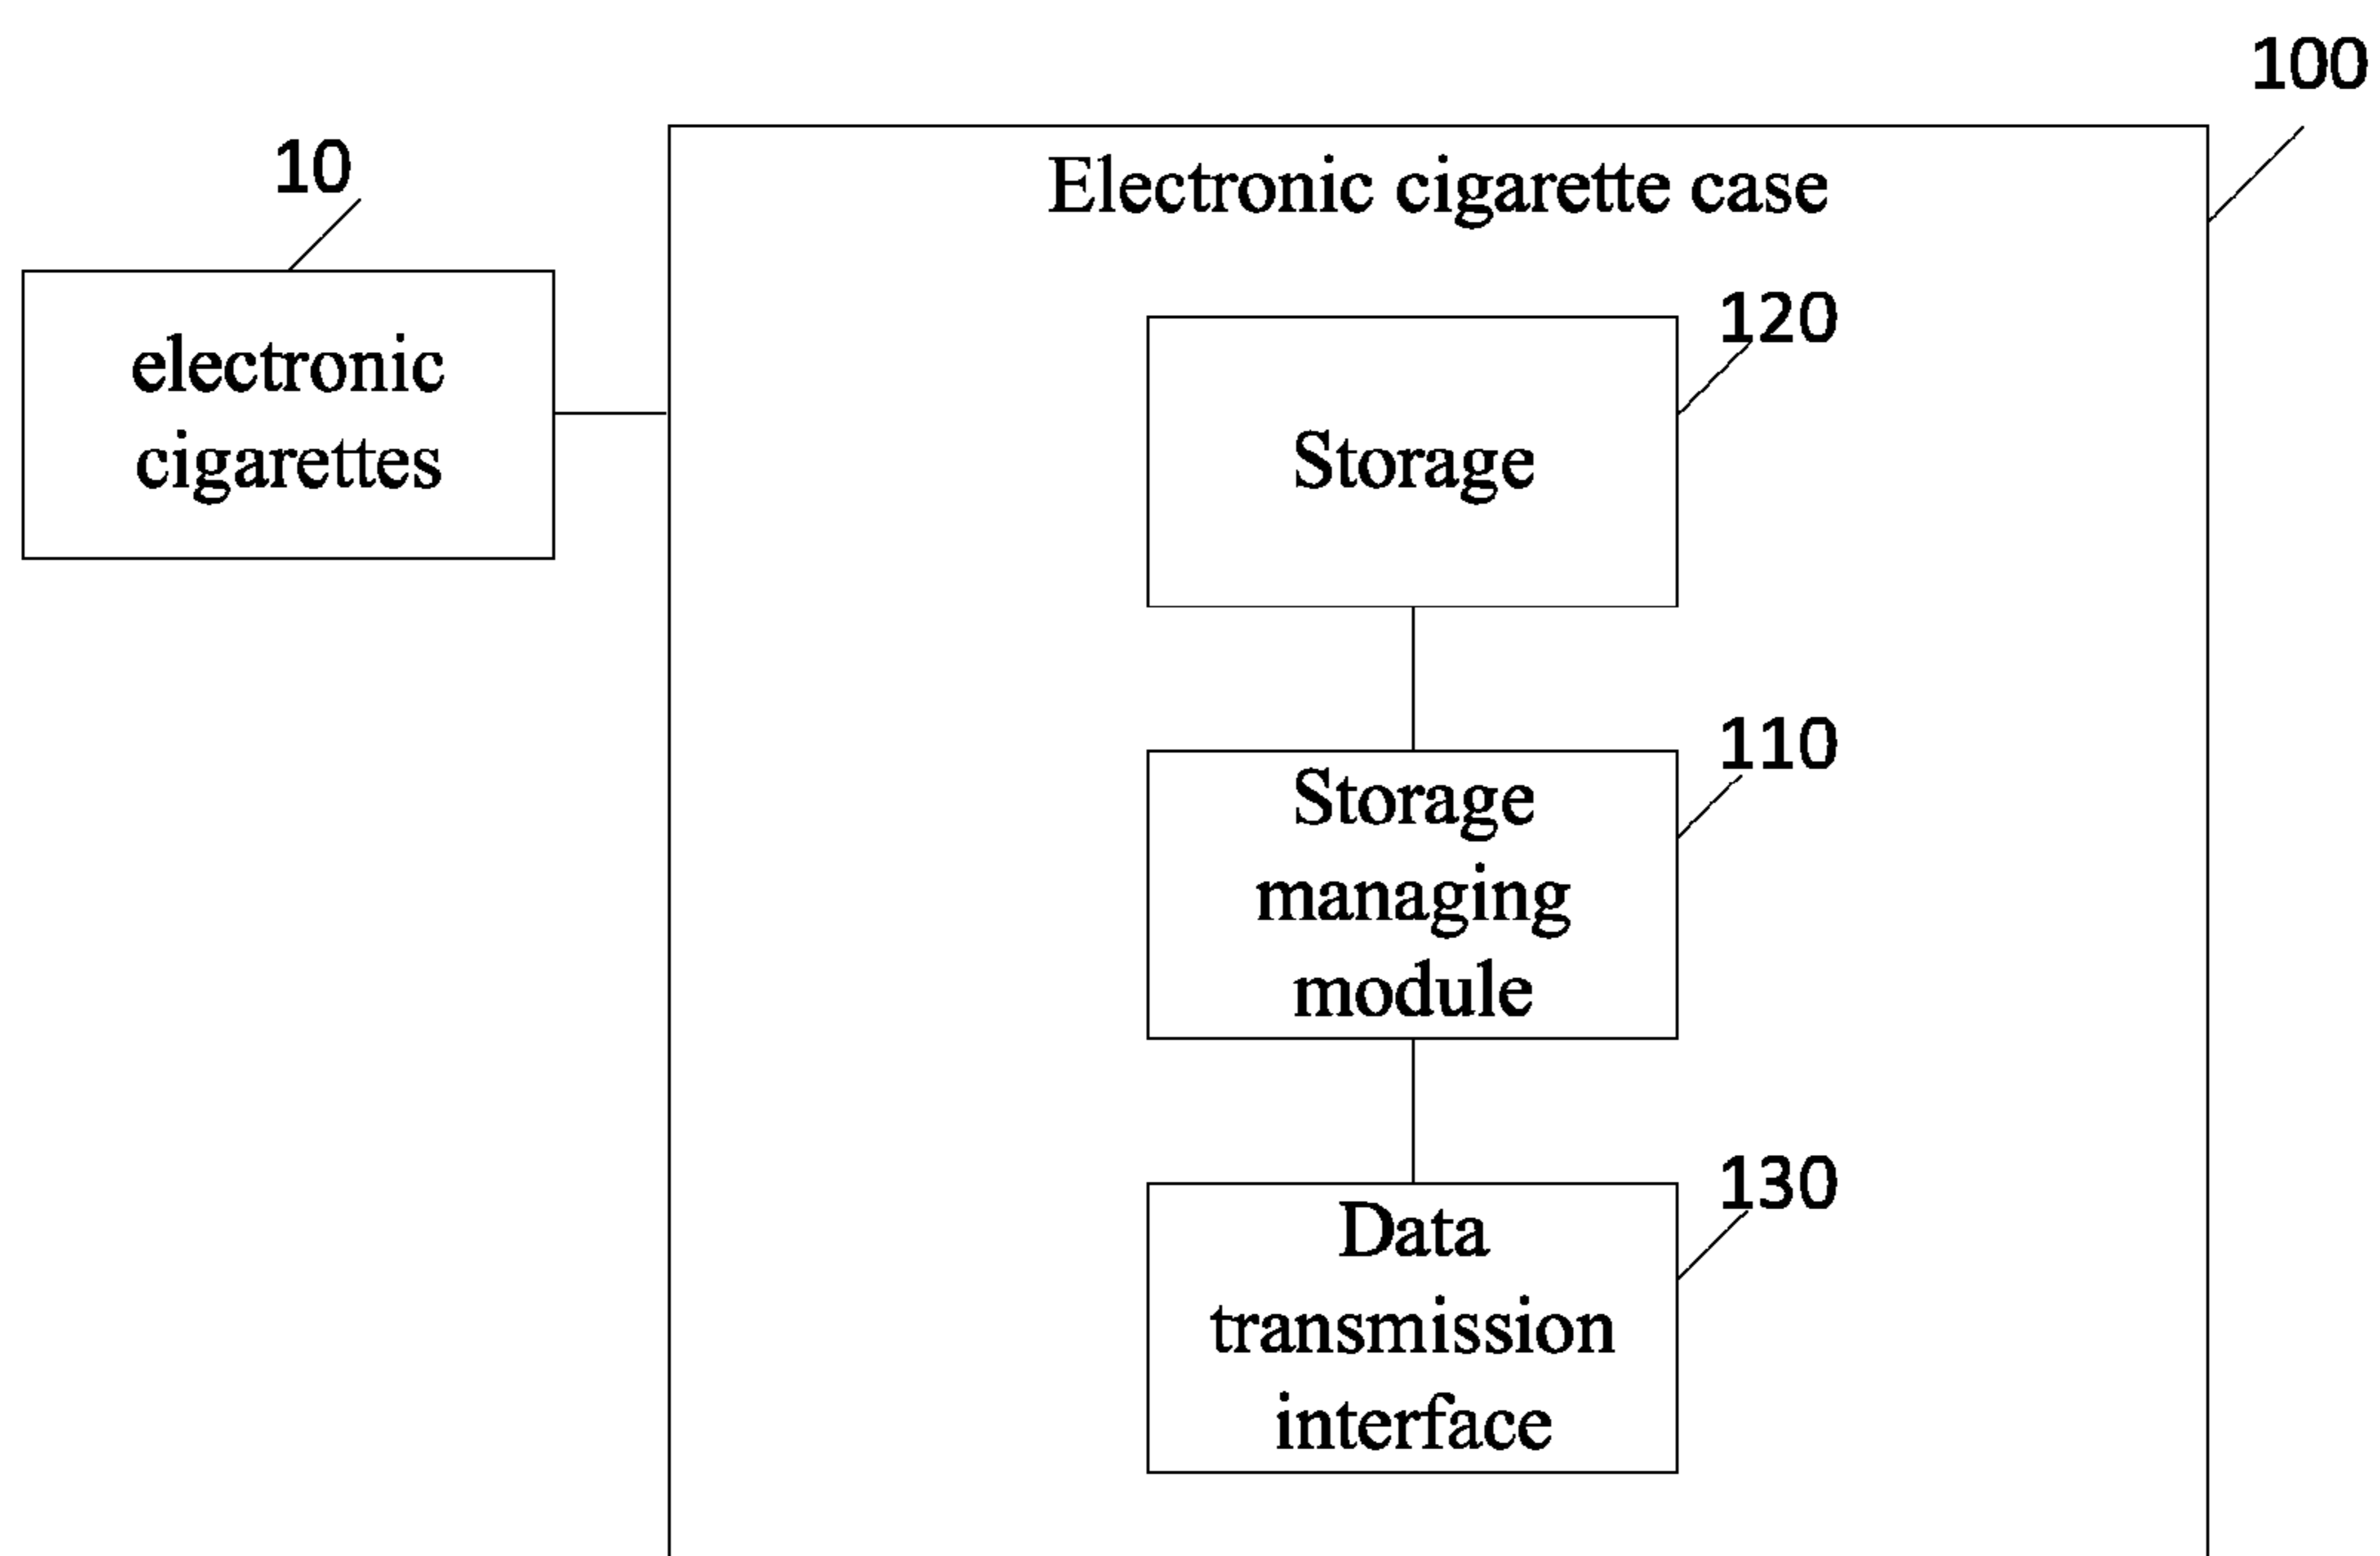 100
10
Electronic cigarette case
electronic
cigarettes
120
Storage
110
Storage
managing
module
130
Data
transmission
interface